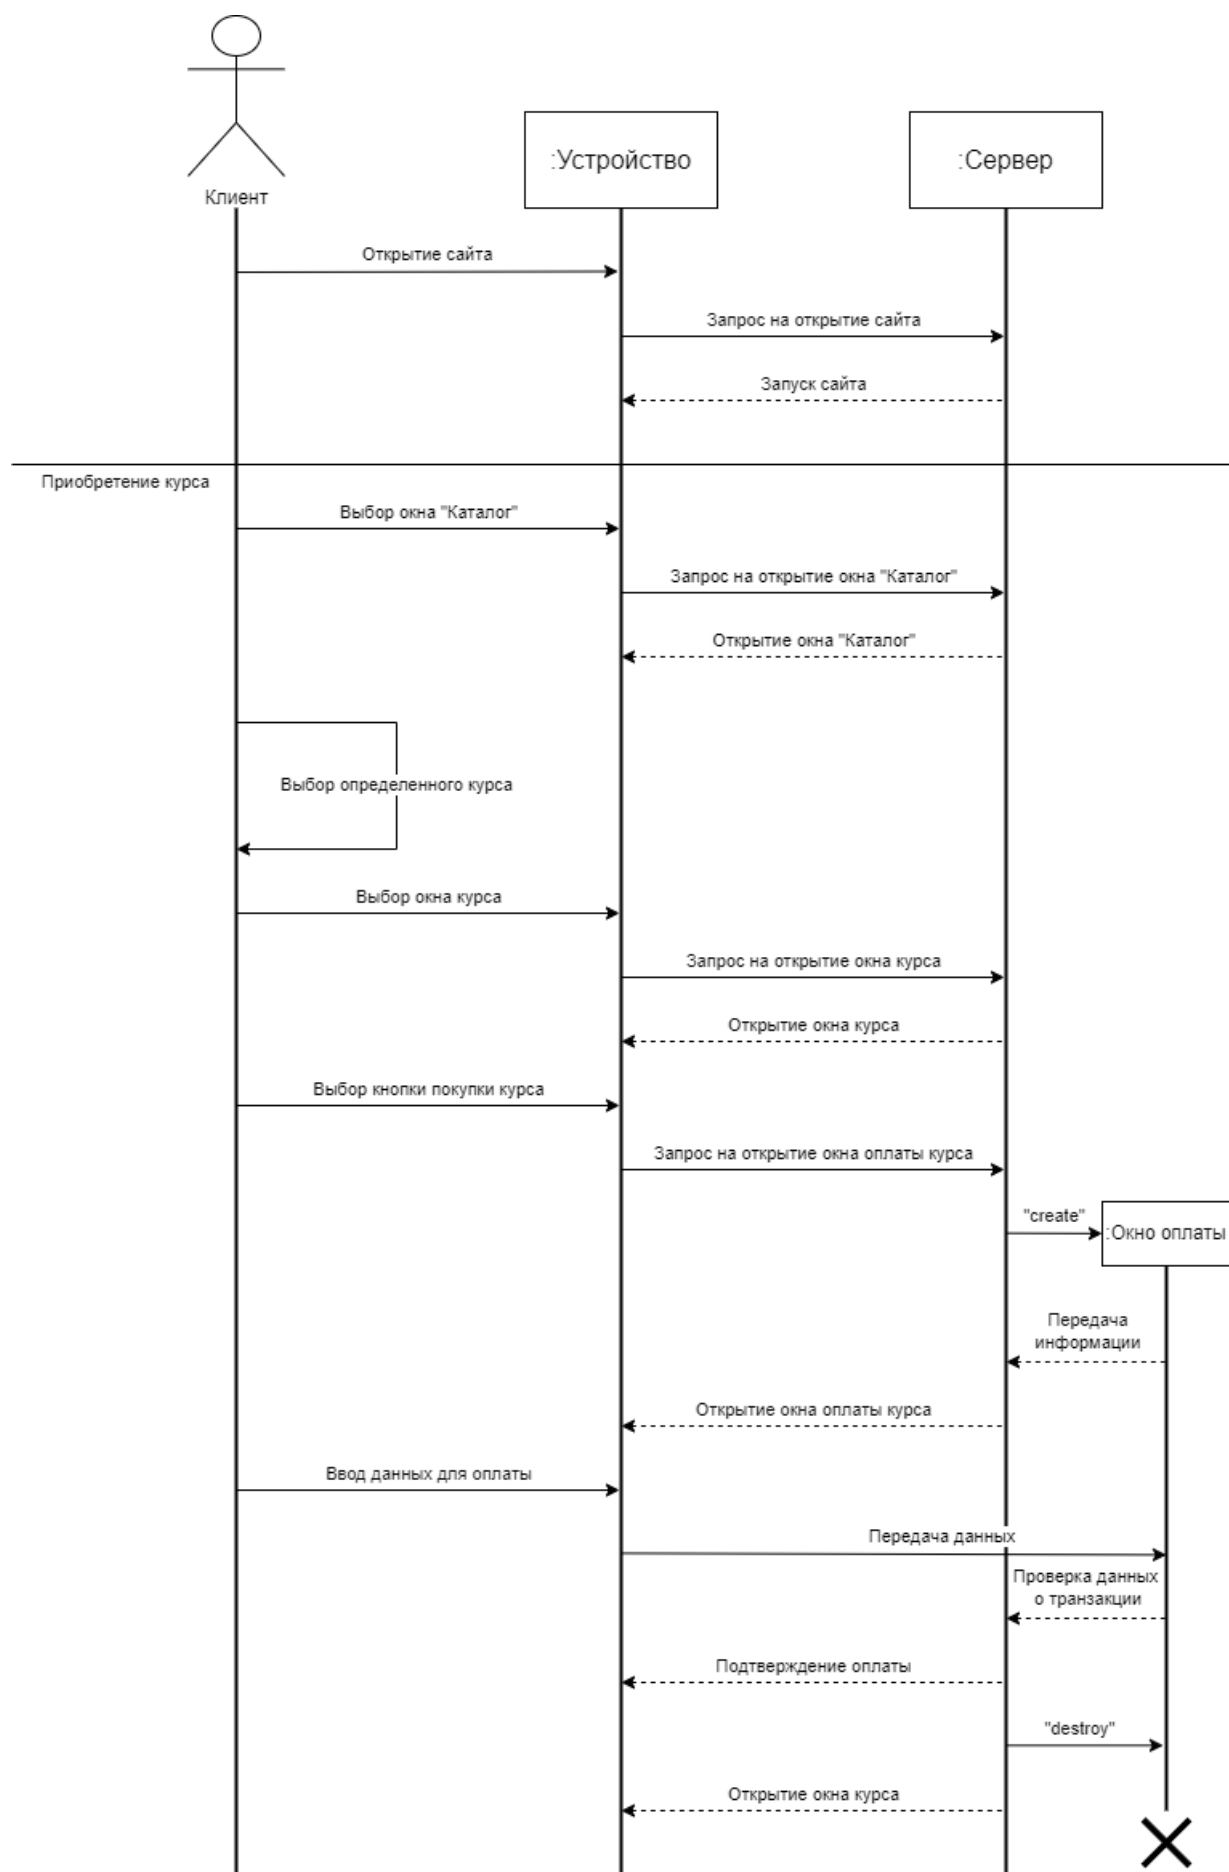 Клиент
:Устройство
:Сервер
Открытие сайта
Запрос на открытие сайта
Запуск сайта
Приобретение курса
Выбор окна "Каталог"
Запрос на открытие окна "Каталог"
Открытие окна "Каталог"
Выбор определенного курса
Выбор окна курса
Запрос на открытие окна курса
Открытие окна курса
Выбор кнопки покупки курса
Запрос на открытие окна оплаты курса
"create"
:Окно оплаты
Передача
информации
Открытие окна оплаты курса
Ввод данных для оплаты
Передача данных
Проверка данных
о транзакции
Подтверждение оплаты
"destroy"
Открытие окна курса